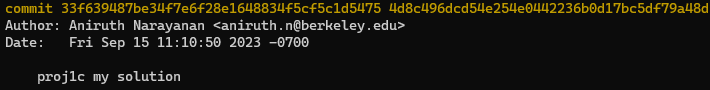 commit 33f639487be34f7e6f28e1648834f5cf5c1d5475 4d8c496dcd54e254e0442236b0d17bc5df79a48d
Author: Aniruth Narayanan <aniruth.n@berkeley.edu>
Date:   Fri Sep 15 11:10:50 2023 -0700
proj1c my solution